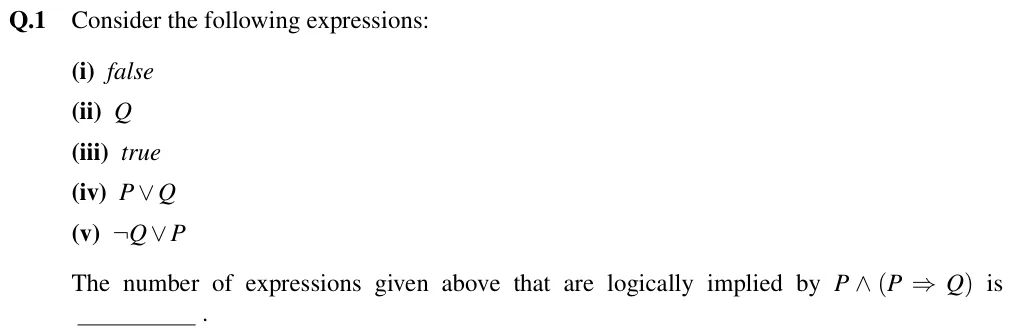 Q.1 Consider the following expressions:
(i) false
(ii) Q
(iii) true
(iv) P ∨ Q
(v) ¬Q ∨ P
The number of expressions given above that are logically implied by P ∧ (P ⇒ Q) is
__________ .